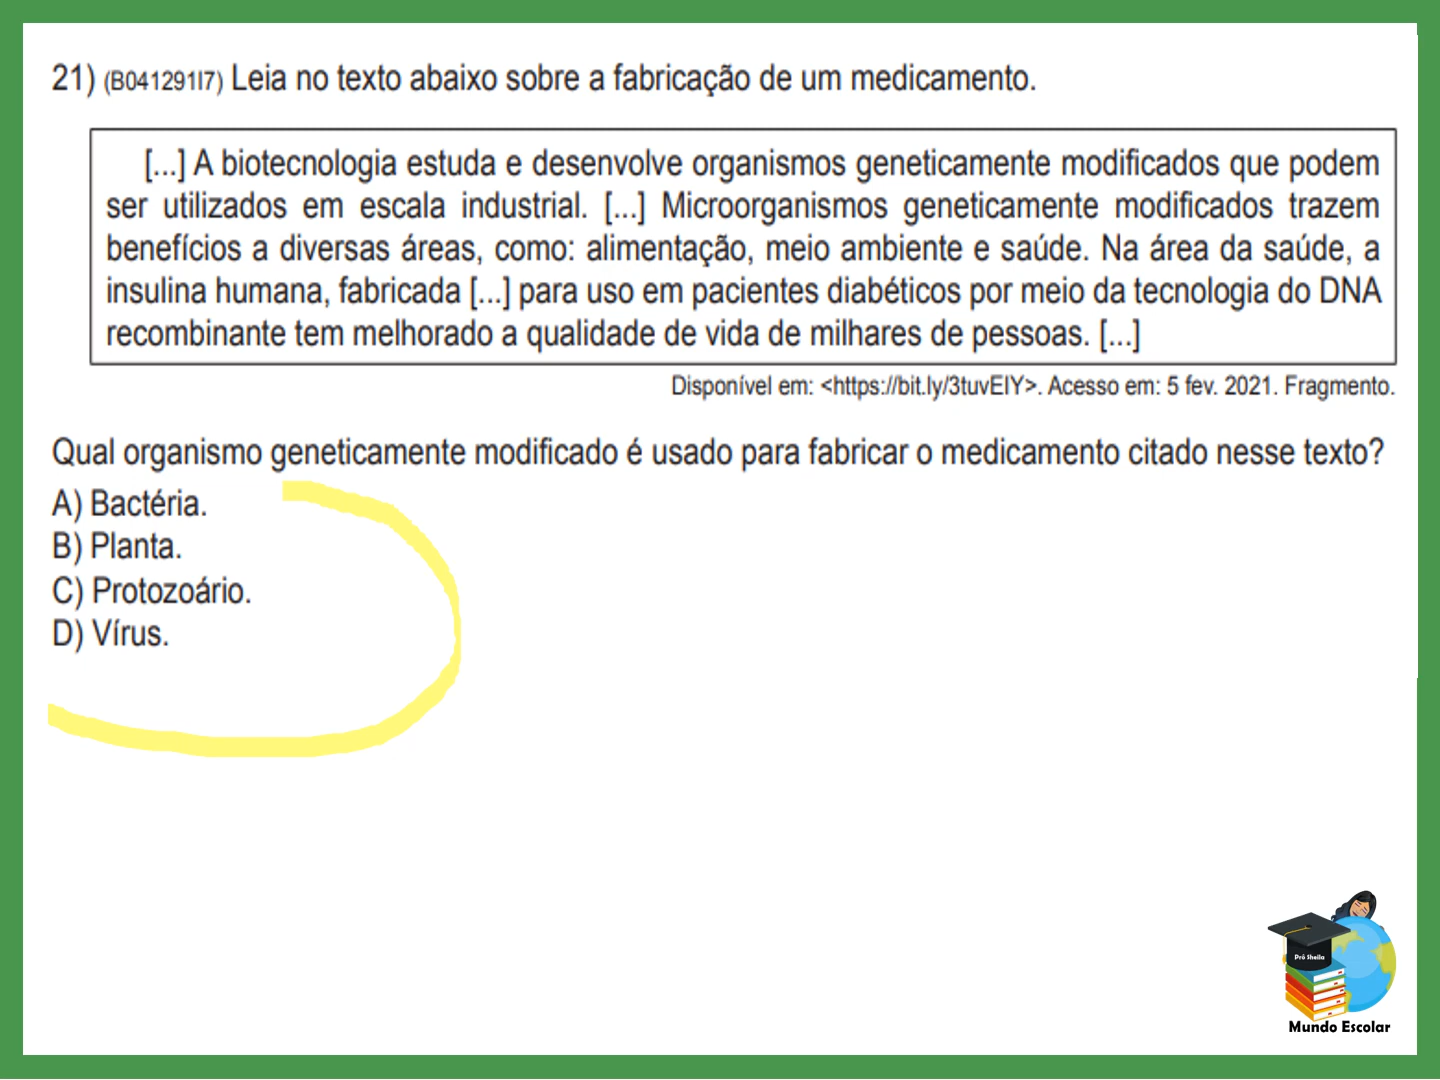 21) (B041291I7) Leia no texto abaixo sobre a fabricação de um medicamento.
[...] A biotecnologia estuda e desenvolve organismos geneticamente modificados que podem
ser utilizados em escala industrial. [...] Microorganismos geneticamente modificados trazem
benefícios a diversas áreas, como: alimentação, meio ambiente e saúde. Na área da saúde, a
insulina humana, fabricada [...] para uso em pacientes diabéticos por meio da tecnologia do DNA
recombinante tem melhorado a qualidade de vida de milhares de pessoas. [...]
Disponível em: <https://bit.ly/3tuvEIY>. Acesso em: 5 fev. 2021. Fragmento.
Qual organismo geneticamente modificado é usado para fabricar o medicamento citado nesse texto?
A) Bactéria.
B) Planta.
C) Protozoário.
D) Vírus.
Pró Sheila
Mundo Escolar